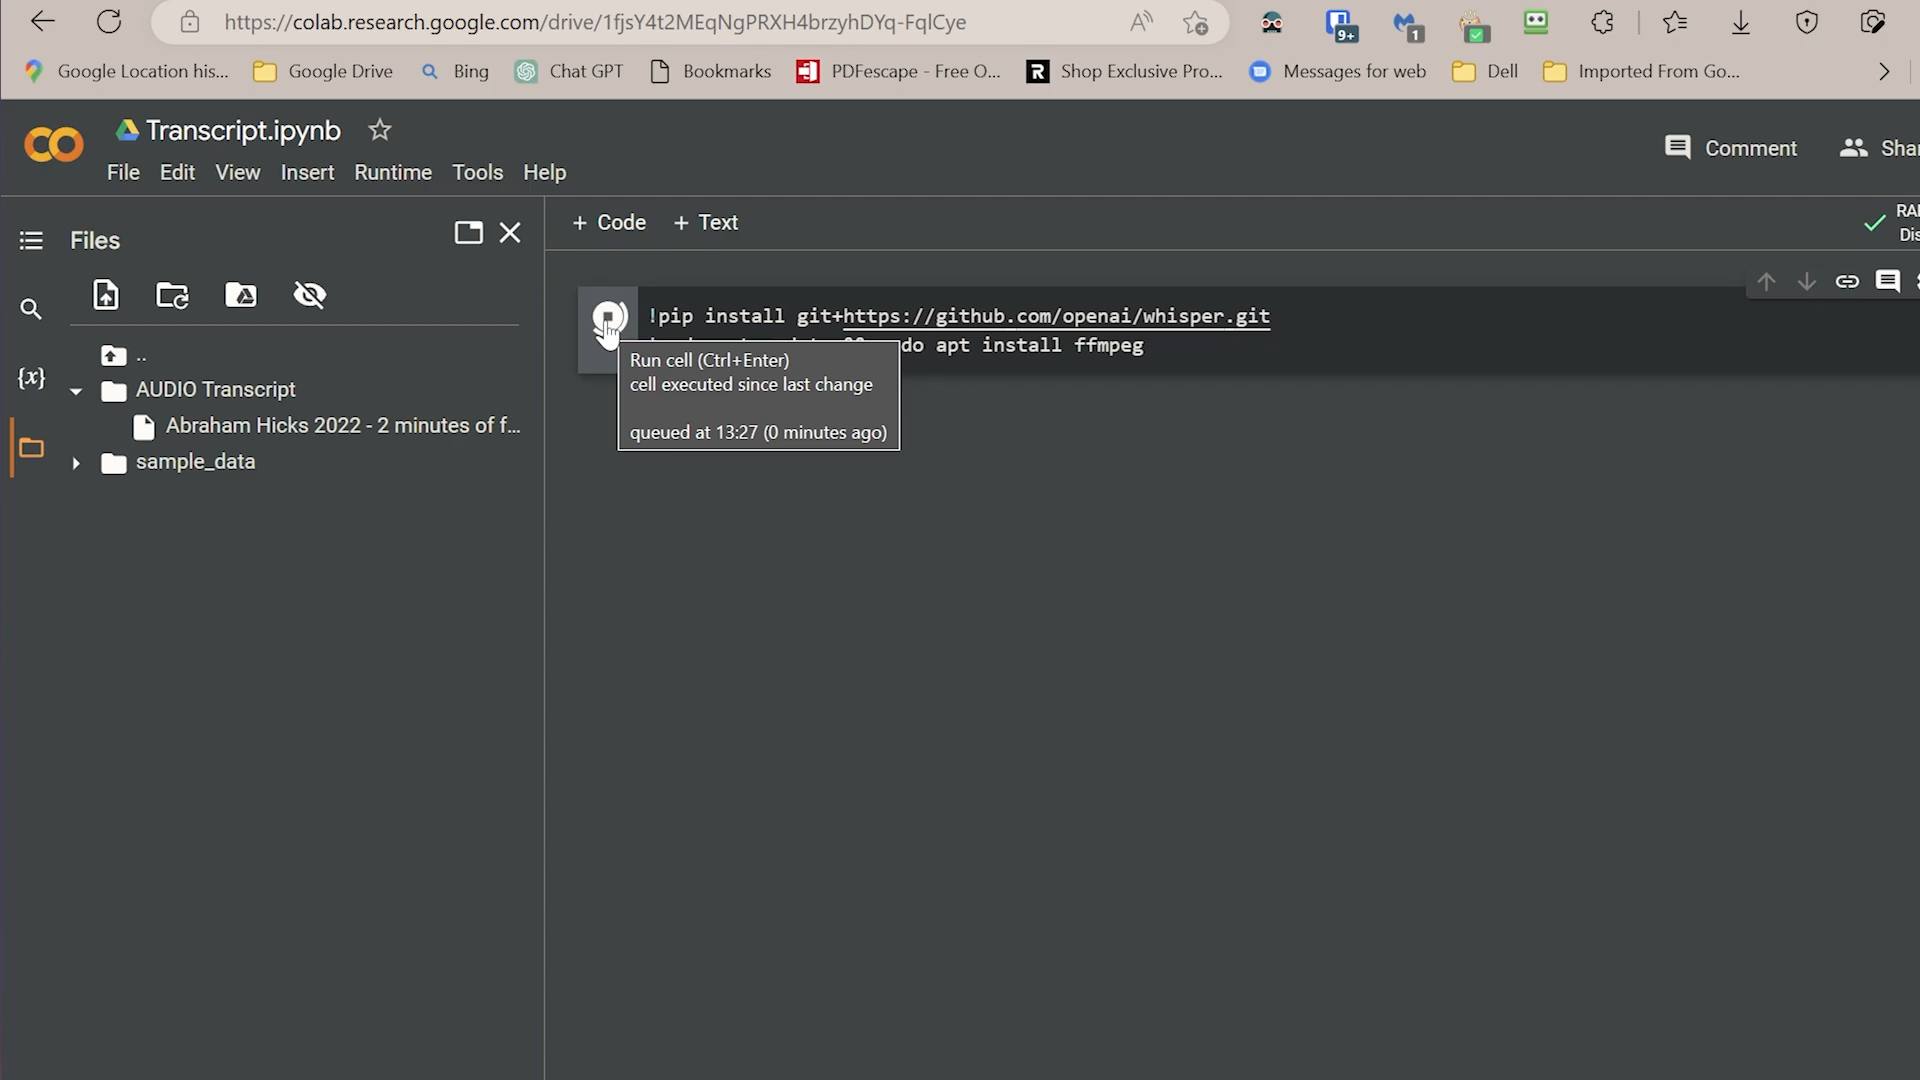 https://colab.research.google.com/drive/1fjsY4t2MEqNgPRXH4brzyhDYq-FqlCye
9+
1
Google Location his...
Google Drive
Bing
Chat GPT
Bookmarks
PDFescape - Free O...
Shop Exclusive Pro...
Messages for web
Dell
Imported From Go...
Transcript.ipynb
Comment
File Edit View Insert Runtime Tools Help
Files
+ Code + Text
..
AUDIO Transcript
Abraham Hicks 2022 - 2 minutes of f...
sample_data
{x}
!pip install git+https://github.com/openai/whisper.git
apt install ffmpeg
Run cell (Ctrl+Enter)
cell executed since last change
queued at 13:27 (0 minutes ago)